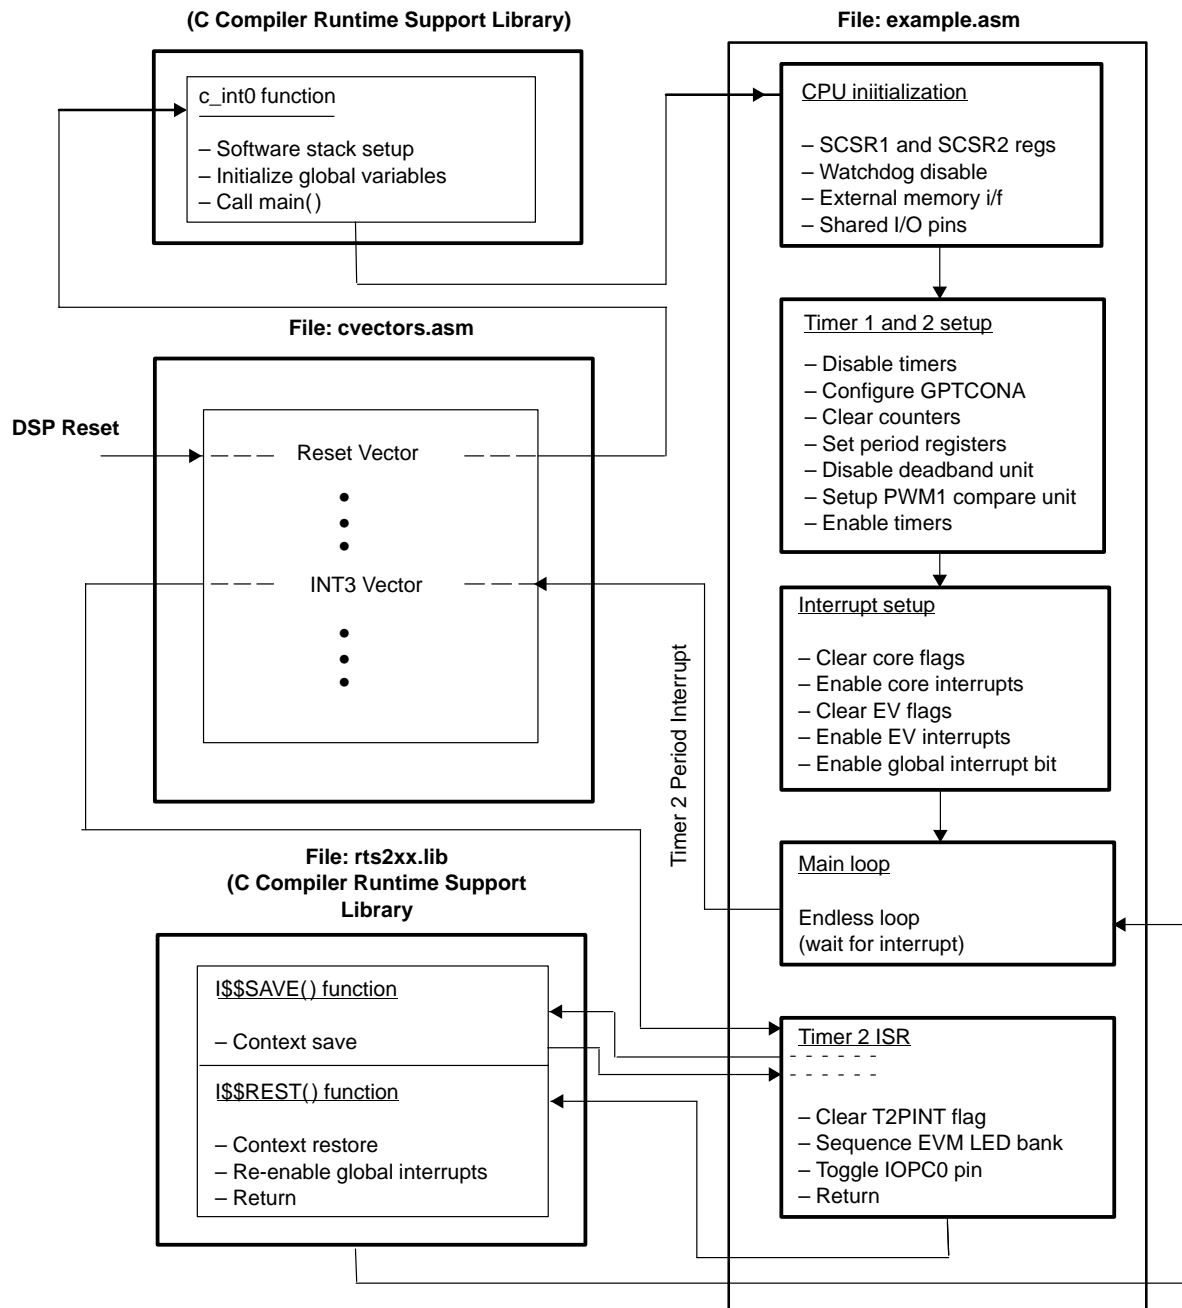 (C Compiler Runtime Support Library)
c_int0 function
– Software stack setup
– Initialize global variables
– Call main()
File: cvectors.asm
DSP Reset
Reset Vector
INT3 Vector
Timer 2 Period Interrupt
File: rts2xx.lib
(C Compiler Runtime Support
Library
I$$SAVE() function
– Context save
I$$REST() function
– Context restore
– Re-enable global interrupts
– Return
File: example.asm
CPU iniitialization
– SCSR1 and SCSR2 regs
– Watchdog disable
– External memory i/f
– Shared I/O pins
Timer 1 and 2 setup
– Disable timers
– Configure GPTCONA
– Clear counters
– Set period registers
– Disable deadband unit
– Setup PWM1 compare unit
– Enable timers
Interrupt setup
– Clear core flags
– Enable core interrupts
– Clear EV flags
– Enable EV interrupts
– Enable global interrupt bit
Main loop
Endless loop
(wait for interrupt)
Timer 2 ISR
– Clear T2PINT flag
– Sequence EVM LED bank
– Toggle IOPC0 pin
– Return